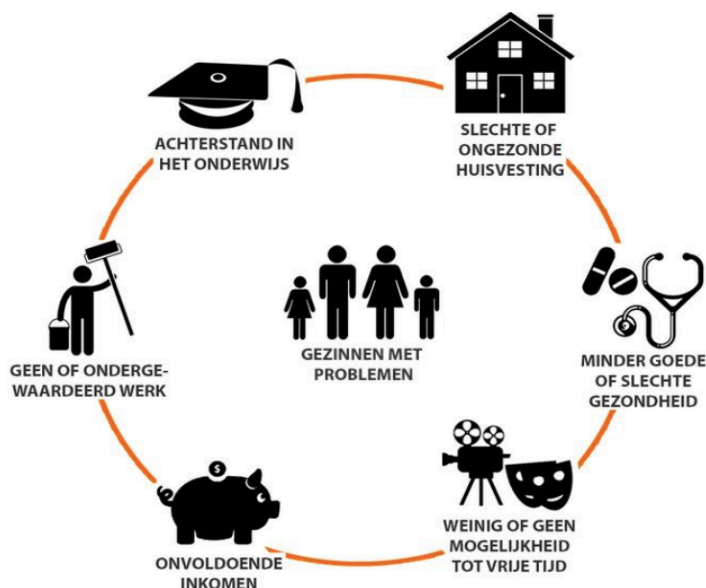 ACHTERSTAND IN
HET ONDERWIJS
SLECHTE OF
ONGEZONDE
HUISVESTING
GEEN OF ONDERGE-
WAARDEERD WERK
GEZINNEN MET
PROBLEMEN
MINDER GOEDE
OF SLECHTE
GEZONDHEID
$
ONVOLDOENDE
INKOMEN
WEINIG OF GEEN
MOGELIJKHEID
TOT VRIJE TIJD